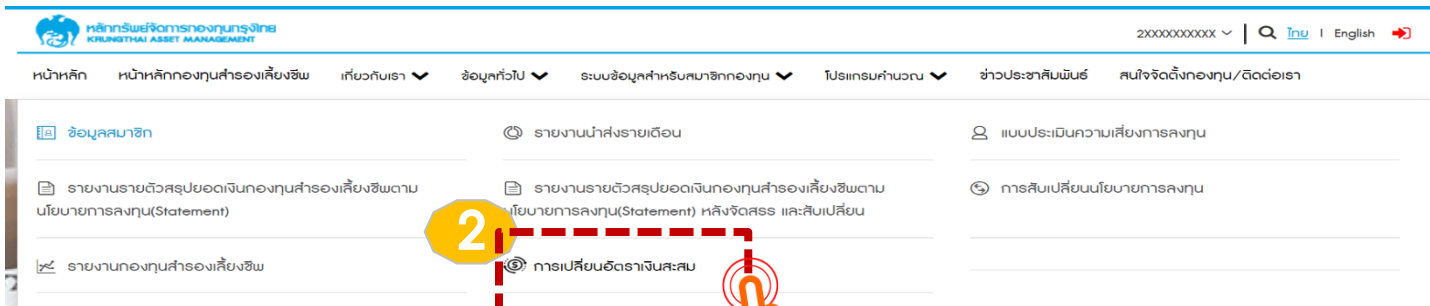 หลักทรัพย์จัดการกองทุนกรุงไทย
KRUNGTHAI ASSET MANAGEMENT
2XXXXXXXXXX
ไทย | English
หน้าหลัก หน้าหลักกองทุนสำรองเลี้ยงชีพ เกี่ยวกับเรา ข้อมูลทั่วไป ระบบข้อมูลสำหรับสมาชิกกองทุน โปรแกรมคำนวณ ข่าวประชาสัมพันธ์ สนใจจัดตั้งกองทุน/ติดต่อเรา
ข้อมูลสมาชิก รายงานนำส่งรายเดือน แบบประเมินความเสี่ยงการลงทุน
รายงานรายตัวสรุปยอดเงินกองทุนสำรองเลี้ยงชีพตาม
นโยบายการลงทุน(Statement)
รายงานรายตัวสรุปยอดเงินกองทุนสำรองเลี้ยงชีพตาม
นโยบายการลงทุน(Statement) หลังจัดสรร และสับเปลี่ยน
การสับเปลี่ยนนโยบายการลงทุน
2
รายงานกองทุนสำรองเลี้ยงชีพ การเปลี่ยนอัตราเงินสะสม